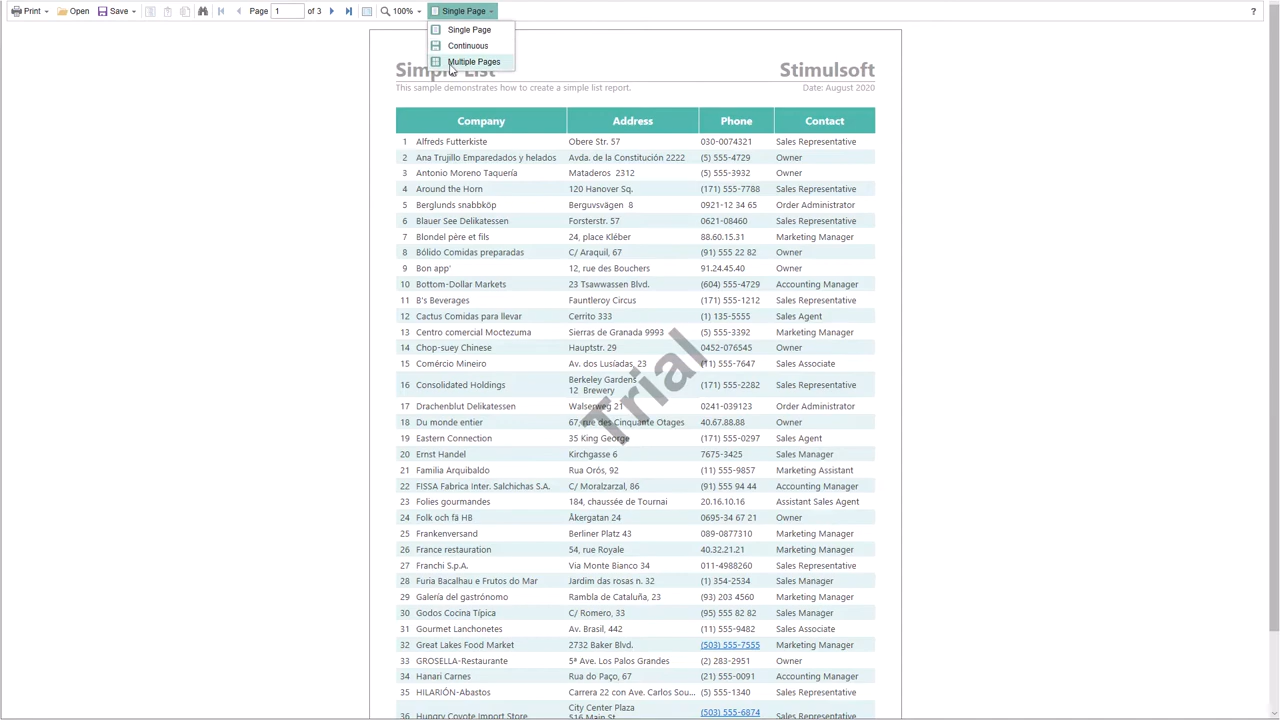 Print Open Save Page 1 of 3 100% Single Page ?
Single Page
Continuous
Multiple Pages
Simple List Stimulsoft
This sample demonstrates how to create a simple list report. Date: August 2020
Company Address Phone Contact
1 Alfreds Futterkiste Obere Str. 57 030-0074321 Sales Representative
2 Ana Trujillo Emparedados y helados Avda. de la Constitución 2222 (5) 555-4729 Owner
3 Antonio Moreno Taquería Mataderos 2312 (5) 555-3932 Owner
4 Around the Horn 120 Hanover Sq. (171) 555-7788 Sales Representative
5 Berglunds snabbköp Berguvsvägen 8 0921-12 34 65 Order Administrator
6 Blauer See Delikatessen Forsterstr. 57 0621-08460 Sales Representative
7 Blondel père et fils 24, place Kléber 88.60.15.31 Marketing Manager
8 Bólido Comidas preparadas C/ Araquil, 67 (91) 555 22 82 Owner
9 Bon app' 12, rue des Bouchers 91.24.45.40 Owner
10 Bottom-Dollar Markets 23 Tsawwassen Blvd. (604) 555-4729 Accounting Manager
11 B's Beverages Fauntleroy Circus (171) 555-1212 Sales Representative
12 Cactus Comidas para llevar Cerrito 333 (1) 135-5555 Sales Agent
13 Centro comercial Moctezuma Sierras de Granada 9993 (5) 555-3392 Marketing Manager
14 Chop-suey Chinese Hauptstr. 29 0452-076545 Owner
15 Comércio Mineiro Av. dos Lusíadas, 23 (11) 555-7647 Sales Associate
16 Consolidated Holdings Berkeley Gardens (171) 555-2282 Sales Representative
12 Brewery
17 Drachenblut Delikatessen Walserweg 21 0241-039123 Order Administrator
18 Du monde entier 67, rue des Cinquante Otages 40.67.88.88 Owner
19 Eastern Connection 35 King George (171) 555-0297 Sales Agent
20 Ernst Handel Kirchgasse 6 7675-3425 Sales Manager
21 Familia Arquibaldo Rua Orós, 92 (11) 555-9857 Marketing Assistant
22 FISSA Fabrica Inter. Salchichas S.A. C/ Moralzarzal, 86 (91) 555 94 44 Accounting Manager
23 Folies gourmandes 184, chaussée de Tournai 20.16.10.16 Assistant Sales Agent
24 Folk och fä HB Åkergatan 24 0695-34 67 21 Owner
25 Frankenversand Berliner Platz 43 089-0877310 Marketing Manager
26 France restauration 54, rue Royale 40.32.21.21 Marketing Manager
27 Franchi S.p.A. Via Monte Bianco 34 011-4988260 Sales Representative
28 Furia Bacalhau e Frutos do Mar Jardim das rosas n. 32 (1) 354-2534 Sales Manager
29 Galería del gastrónomo Rambla de Cataluña, 23 (93) 203 4560 Marketing Manager
30 Godos Cocina Típica C/ Romero, 33 (95) 555 82 82 Sales Manager
31 Gourmet Lanchonetes Av. Brasil, 442 (11) 555-9482 Sales Associate
32 Great Lakes Food Market 2732 Baker Blvd. (503) 555-7555 Marketing Manager
33 GROSELLA-Restaurante 5ª Ave. Los Palos Grandes (2) 283-2951 Owner
34 Hanari Carnes Rua do Paço, 67 (21) 555-0091 Accounting Manager
35 HILARIÓN-Abastos Carrera 22 con Ave. Carlos Sou... (5) 555-1340 Sales Representative
36 Hungry Coyote Import Store City Center Plaza (503) 555-6874 Sales Representative
516 Main St.
Trial